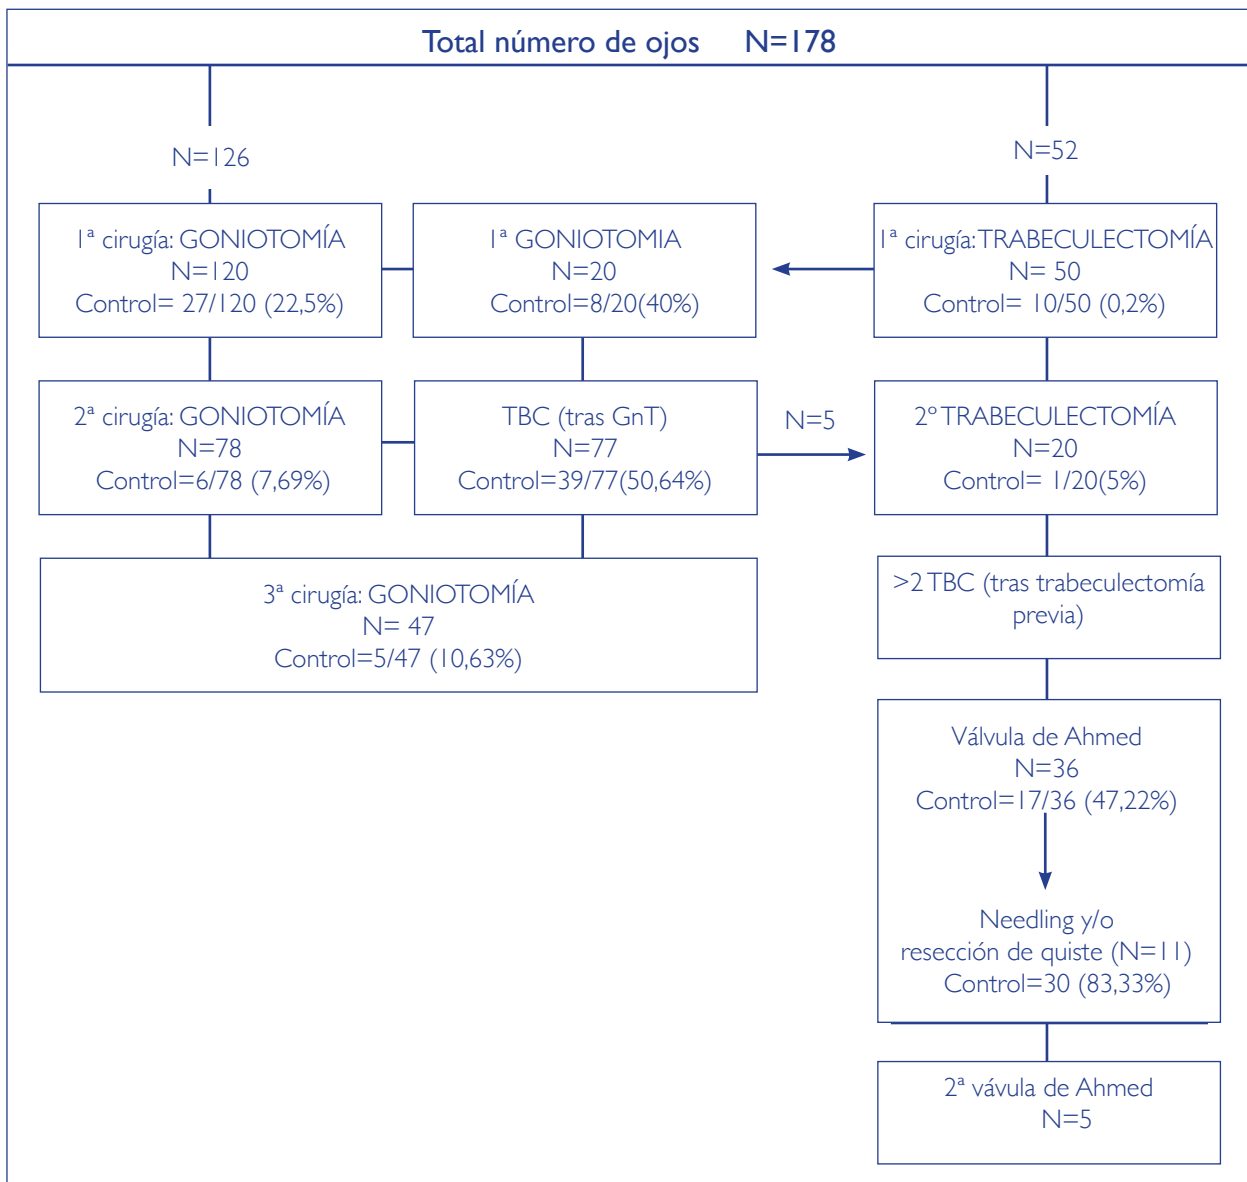 Total número de ojos N=178
N=126
N=52
1ª cirugía: GONIOTOMÍA
N=120
Control= 27/120 (22,5%)
1ª GONIOTOMIA
N=20
Control=8/20(40%)
1ª cirugía: TRABECULECTOMÍA
N= 50
Control= 10/50 (0,2%)
2ª cirugía: GONIOTOMÍA
N=78
Control=6/78 (7,69%)
TBC (tras GnT)
N=77
Control=39/77(50,64%)
N=5
2º TRABECULECTOMÍA
N=20
Control= 1/20(5%)
3ª cirugía: GONIOTOMÍA
N= 47
Control=5/47 (10,63%)
>2 TBC (tras trabeculectomía
previa)
Válvula de Ahmed
N=36
Control=17/36 (47,22%)
Needling y/o
resección de quiste (N=11)
Control=30 (83,33%)
2ª vávula de Ahmed
N=5